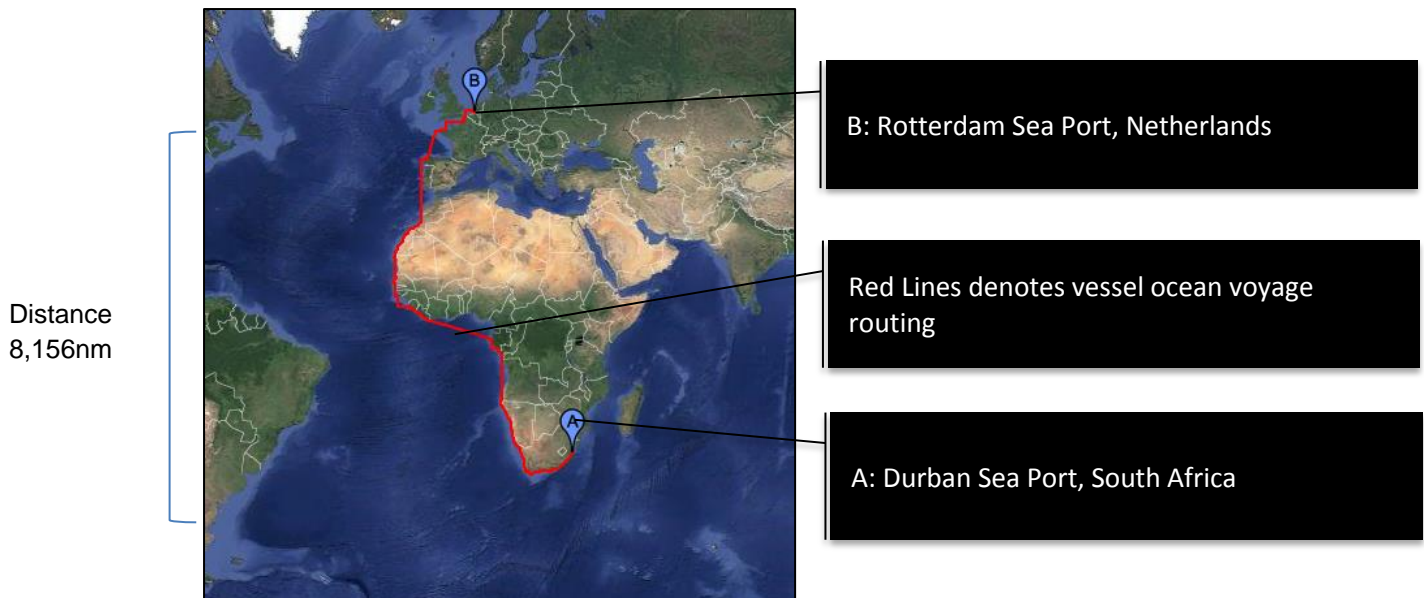 B
A
Distance
8,156nm
B: Rotterdam Sea Port, Netherlands
Red Lines denotes vessel ocean voyage
routing
A: Durban Sea Port, South Africa